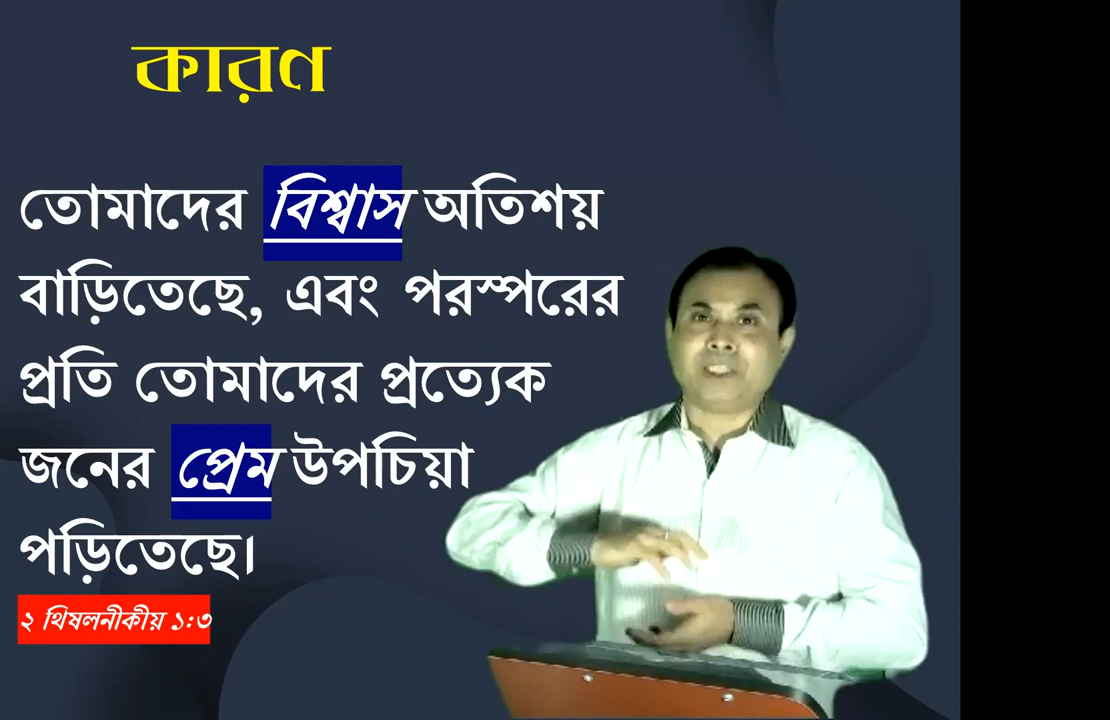 কারণ
তোমাদের বিশ্বাস অতিশয়
বাড়িতেছে, এবং পরস্পরের
প্রতি তোমাদের প্রত্যেক
জনের প্রেম উপচিয়া
পড়িতেছে।
২ থিষলনীকীয় ১:৩